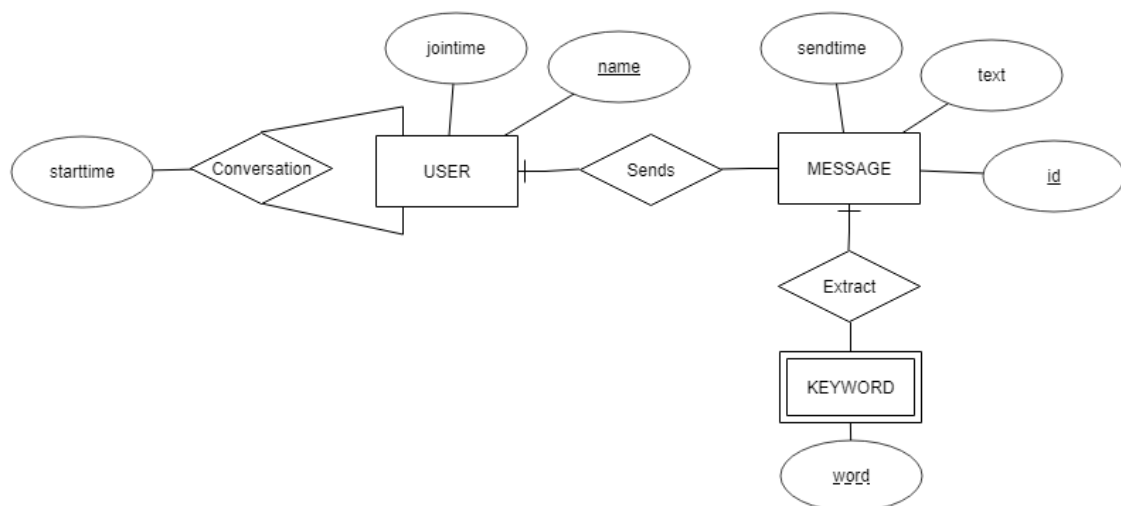 jointime
sendtime
name
text
starttime
Conversation
USER
Sends
MESSAGE
id
Extract
KEYWORD
word